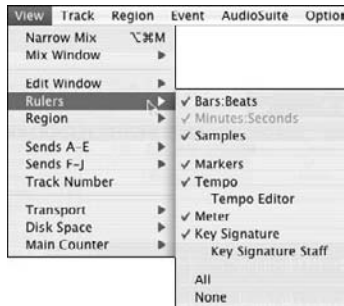 View Track Region Event AudioSuite Option
Narrow Mix ⌥⌘M
Mix Window
Edit Window
Rulers
Region
Sends A–E
Sends F–J
Track Number
Transport
Disk Space
Main Counter
Bars:Beats
Minutes:Seconds
Samples
Markers
Tempo
Tempo Editor
Meter
Key Signature
Key Signature Staff
All
None